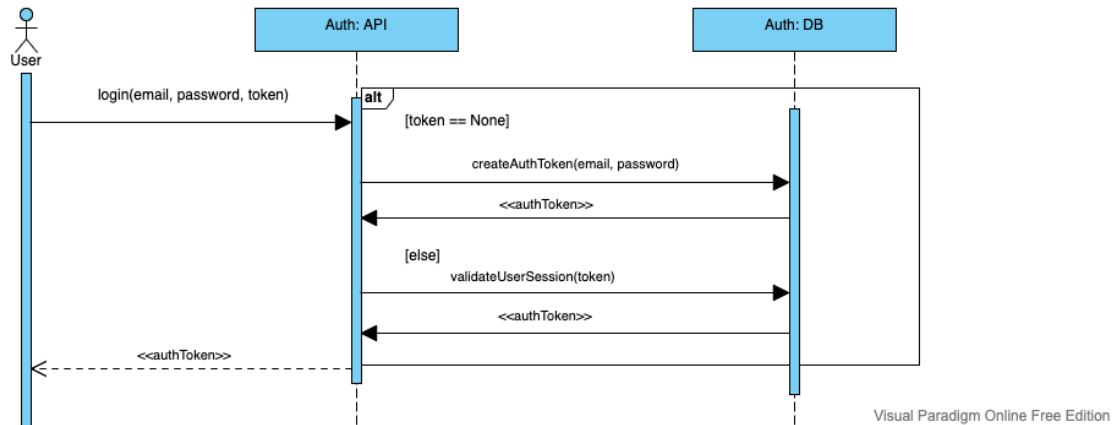 Auth: API
Auth: DB
User
login(email, password, token)
alt
[token == None]
createAuthToken(email, password)
<<authToken>>
[else]
validateUserSession(token)
<<authToken>>
<<authToken>>
Visual Paradigm Online Free Edition